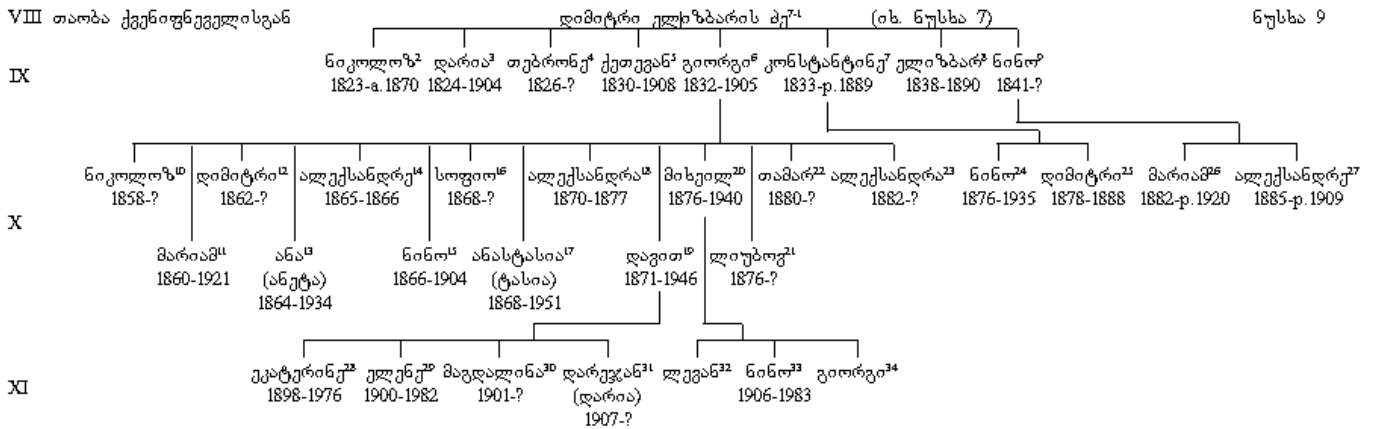 VIII თაობა ქვენიფნეველისგან დიმიტრი ელიზბარის ძე⁷⁻¹ (იხ. ნუსხა 7) ნუსხა 9
ნიკოლოზ² დარია³ თებრონე⁴ ქეთევან⁵ გიორგი⁶ კონსტანტინე⁷ ელიზბარ⁸ ნინო⁹
IX
1823-a.1870 1824-1904 1826-? 1830-1908 1832-1905 1833-p.1889 1838-1890 1841-?
ნიკოლოზ¹⁰ დიმიტრი¹² ალექსანდრე¹⁴ სოფიო¹⁶ ალექსანდრა¹⁸ მიხეილ²⁰ თამარ²² ალექსანდრა²³ ნინო²⁴ დიმიტრი²⁵ მარიამ²⁶ ალექსანდრე²⁷
1858-? 1862-? 1865-1866 1868-? 1870-1877 1876-1940 1880-? 1882-? 1876-1935 1878-1888 1882-p.1920 1885-p.1909
X
მარიამ¹¹ ანა¹³ ნინო¹⁵ ანასტასია¹⁷ დავით¹⁹ ლიუბოვ²¹
1860-1921 (ანეტა) 1866-1904 (ტასია) 1871-1946 1876-?
1864-1934 1868-1951
ეკატერინე²⁸ ელენე²⁹ მაგდალინა³⁰ დარეჯან³¹ ლევან³² ნინო³³ გიორგი³⁴
XI
1898-1976 1900-1982 1901-? (დარია) 1906-1983
1907-?